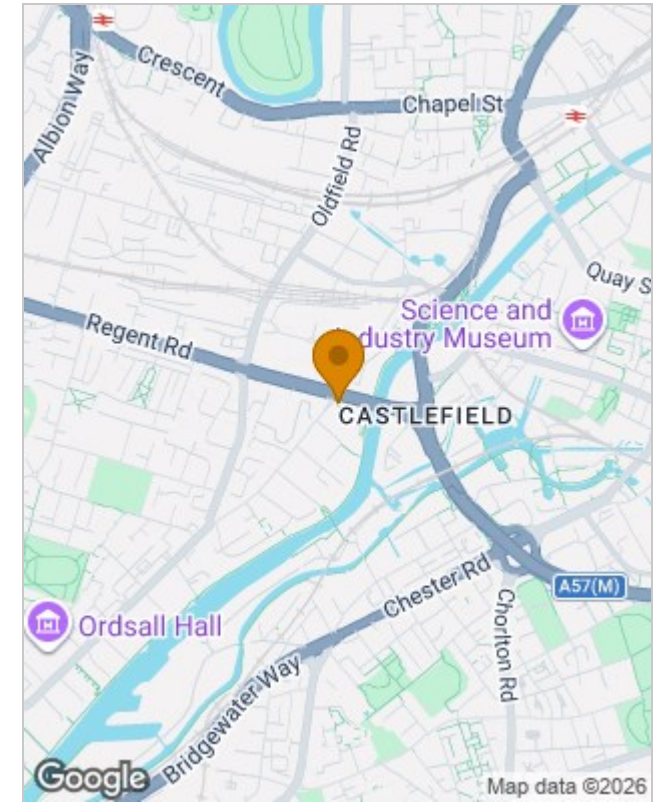 Crescent
Albion Way
Chapel St
Oldfield Rd
Quay S
Science and
dustry Museum
Regent Rd
CASTLEFIELD
Chester Rd
A57(M)
Ordsall Hall
Chorlton Rd
Bridgewater Way
Google
Map data ©2026